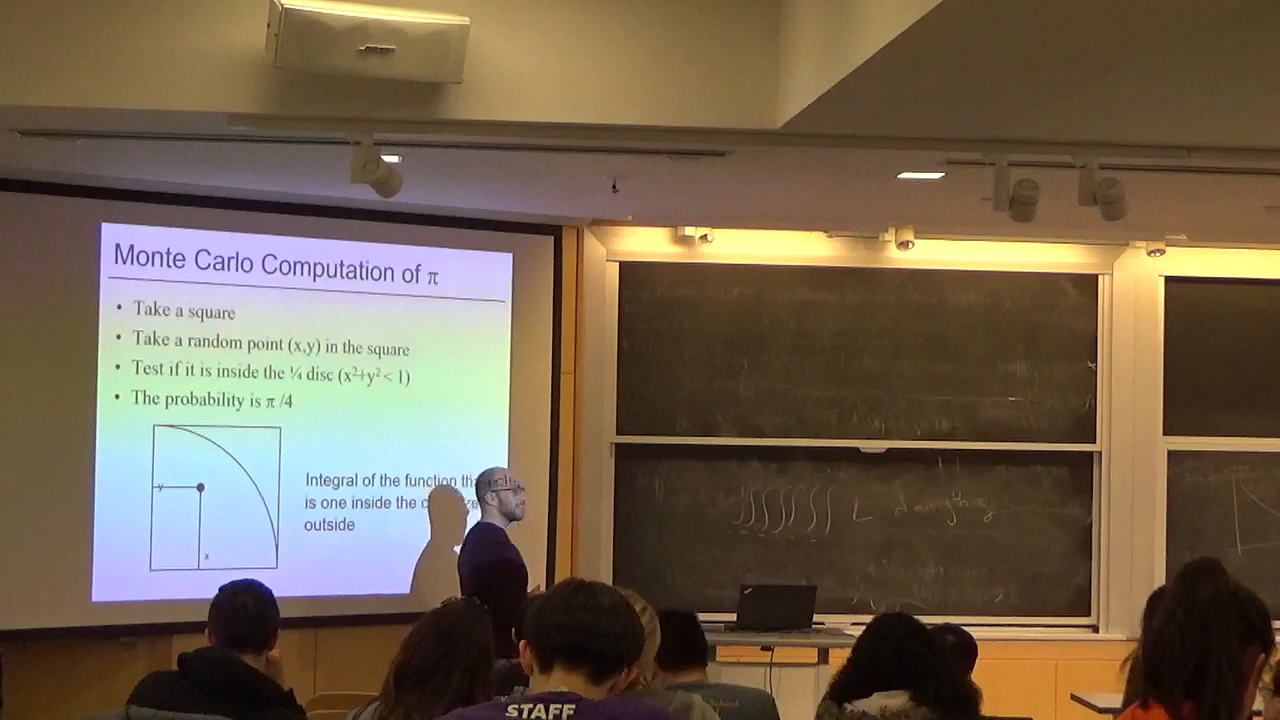 BOSE
Monte Carlo Computation of π
• Take a square
• Take a random point (x,y) in the square
• Test if it is inside the ¼ disc (x²+y² < 1)
• The probability is π /4
y
x
Integral of the function
is one inside the
outside
∫∫∫∫∫∫ L
STAFF